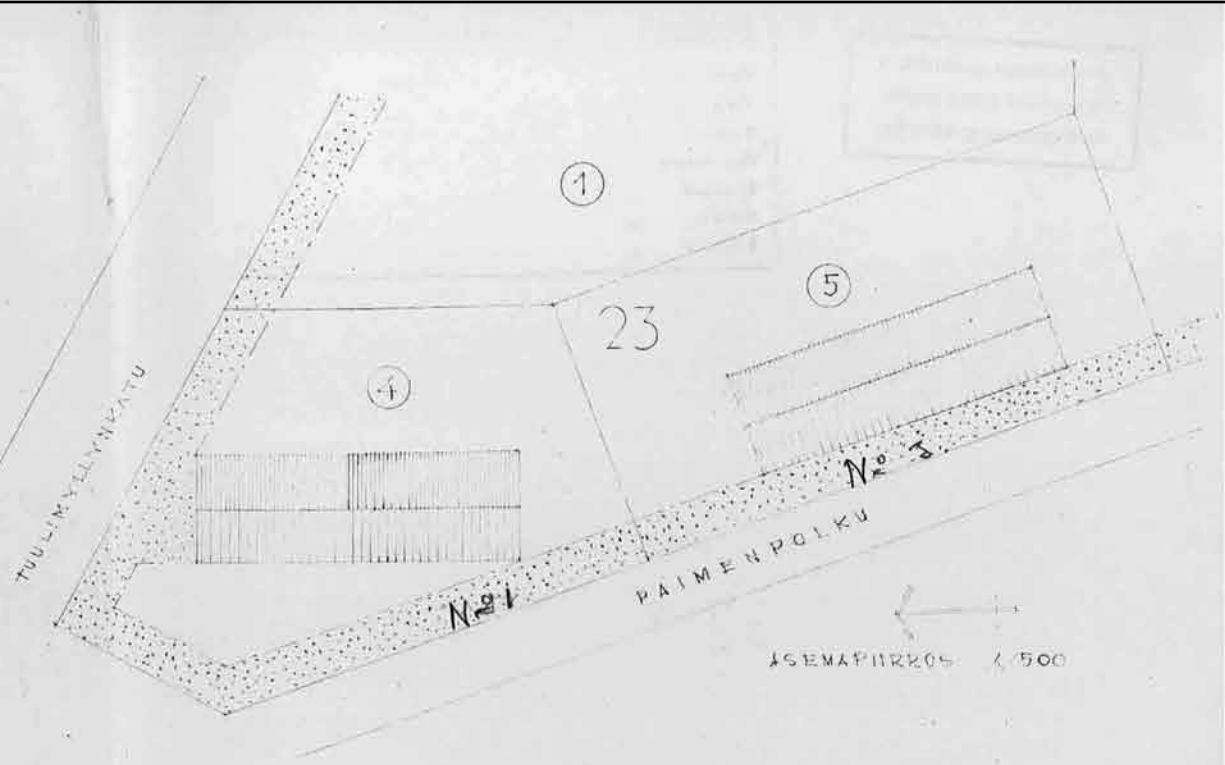 1
5
23
4
TUULIMYLLYNKATU
Nº 3.
Nº 1
PAIMENPOLKU
ASEMAPIIRROS 1:500